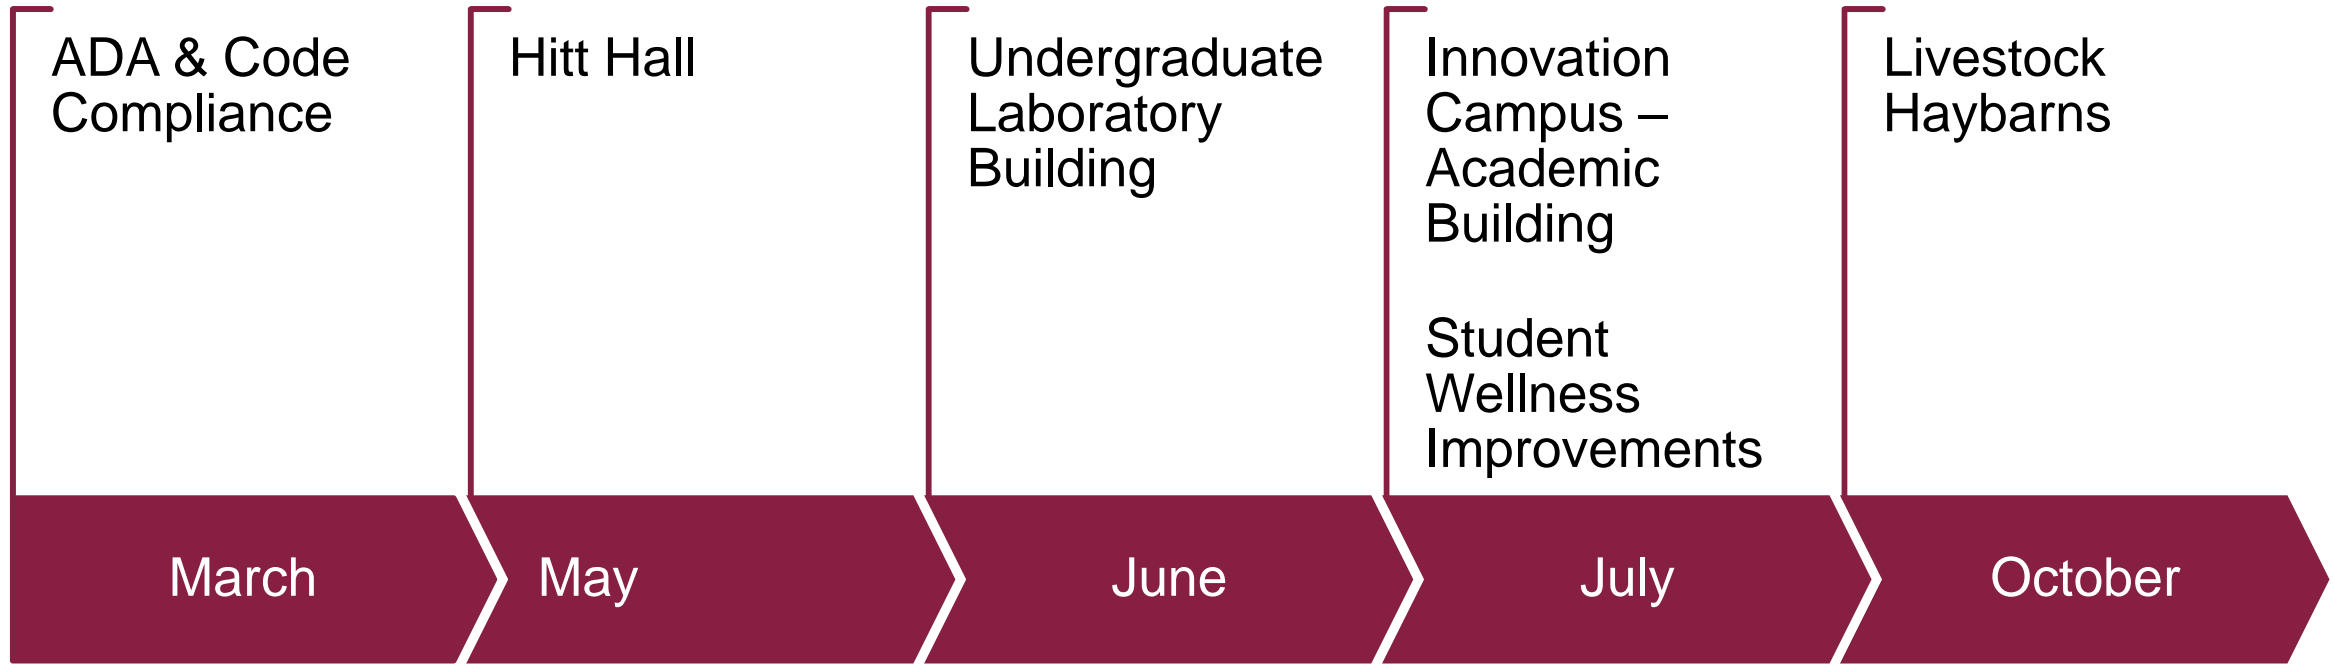 ADA & Code
Compliance
Hitt Hall
Undergraduate
Laboratory
Building
Innovation
Campus –
Academic
Building
Student
Wellness
Improvements
Livestock
Haybarns
March
May
June
July
October